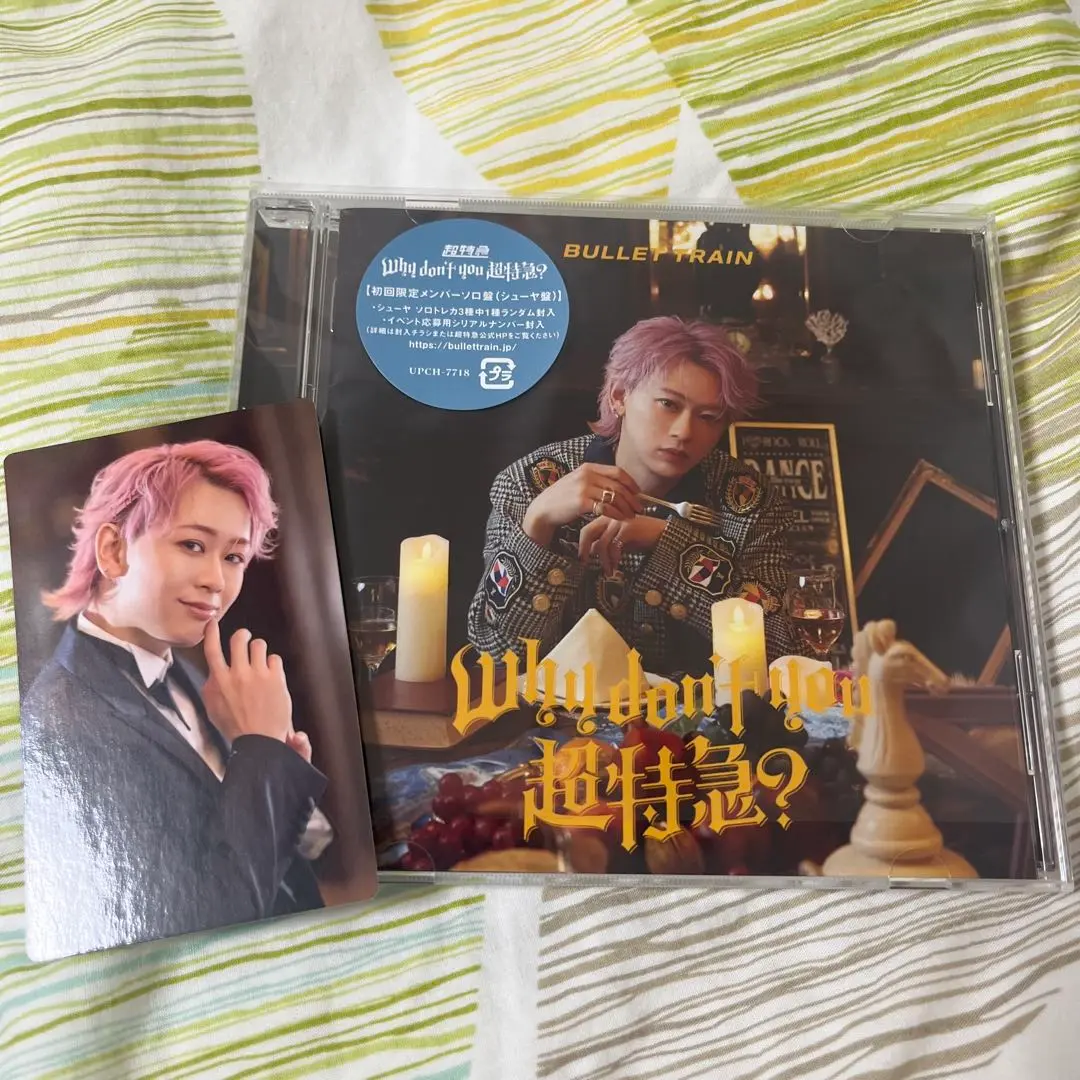 超特急
Why don't you 超特急?
【初回限定メンバーソロ盤(シューヤ盤)】
・シューヤ ソロトレカ3種中1種ランダム封入
・イベント応募用シリアルナンバー封入
(詳細は封入チラシまたは超特急公式HPをご覧ください)
https://bullettrain.jp/
UPCH-7718
プラ
BULLET TRAIN
ROCK ROLL
DANCE
Why don't you
超特急?